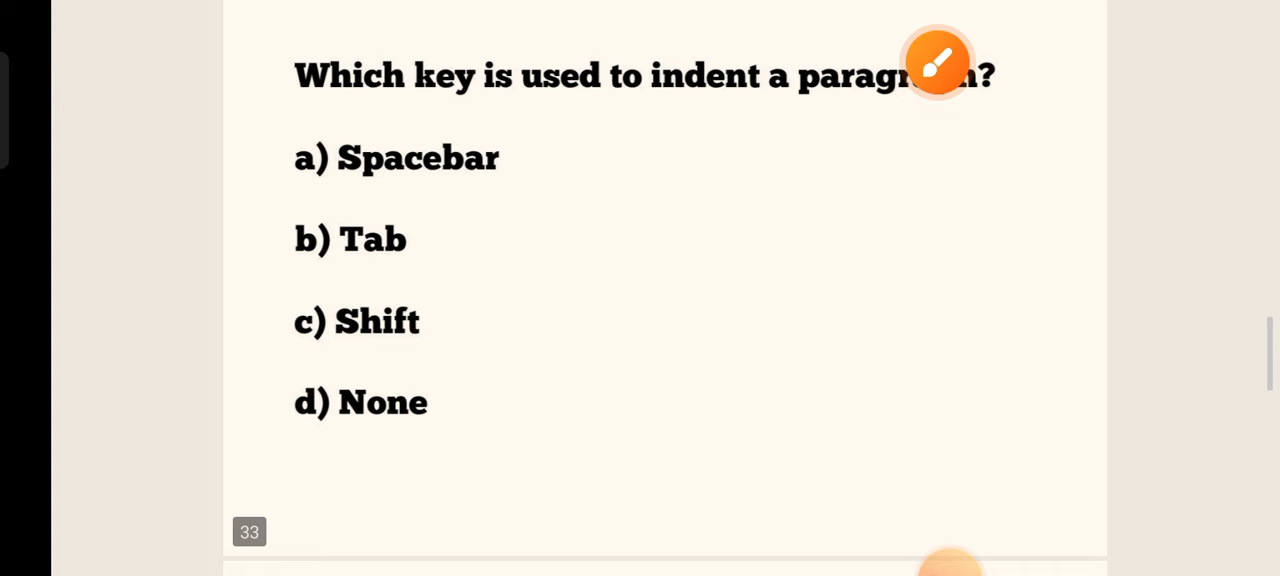 Which key is used to indent a
a) Spacebar
b) Tab
c) Shift
d) None
33